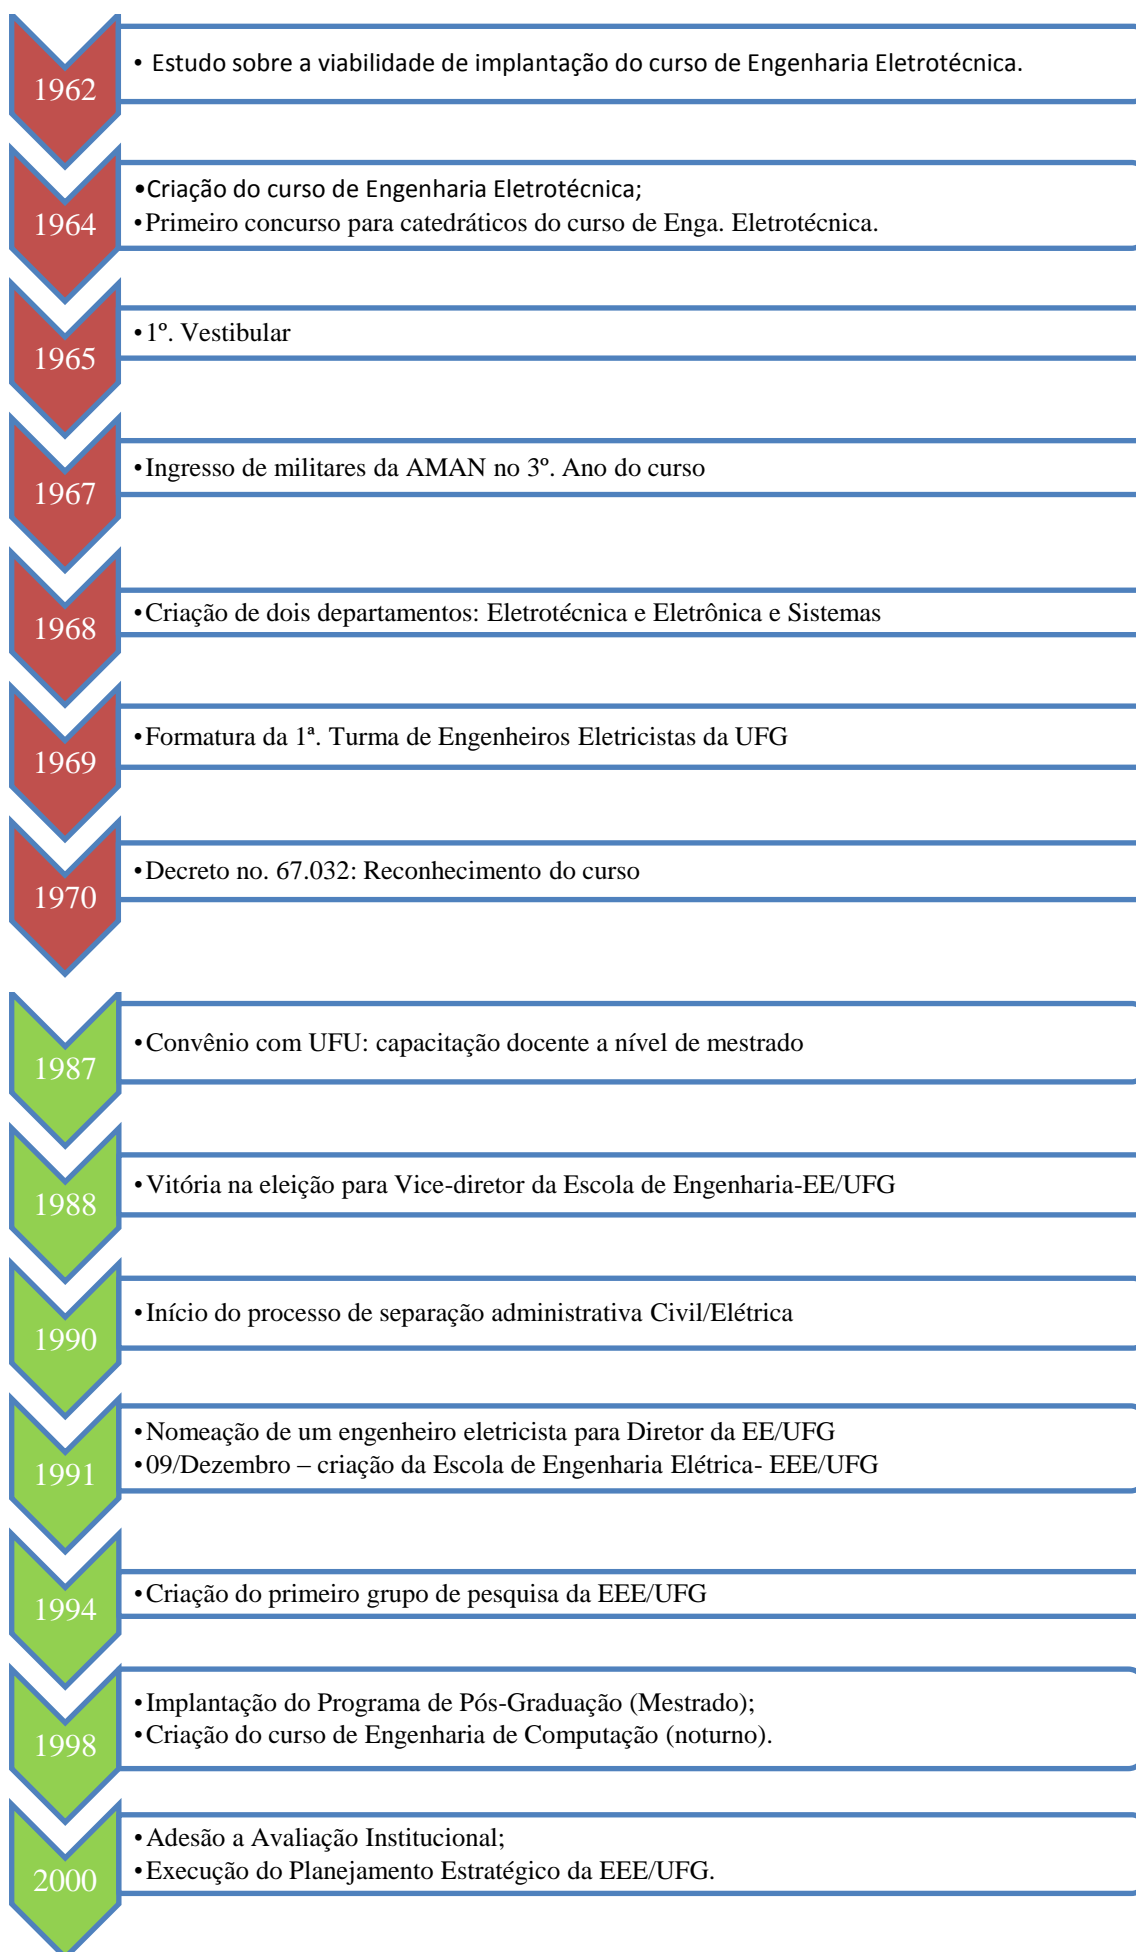 1962
• Estudo sobre a viabilidade de implantação do curso de Engenharia Eletrotécnica.
1964
•Criação do curso de Engenharia Eletrotécnica;
•Primeiro concurso para catedráticos do curso de Enga. Eletrotécnica.
1965
•1º. Vestibular
1967
•Ingresso de militares da AMAN no 3º. Ano do curso
1968
•Criação de dois departamentos: Eletrotécnica e Eletrônica e Sistemas
1969
•Formatura da 1ª. Turma de Engenheiros Eletricistas da UFG
1970
•Decreto no. 67.032: Reconhecimento do curso
1987
•Convênio com UFU: capacitação docente a nível de mestrado
1988
•Vitória na eleição para Vice-diretor da Escola de Engenharia-EE/UFG
1990
•Início do processo de separação administrativa Civil/Elétrica
1991
•Nomeação de um engenheiro eletricista para Diretor da EE/UFG
•09/Dezembro – criação da Escola de Engenharia Elétrica- EEE/UFG
1994
•Criação do primeiro grupo de pesquisa da EEE/UFG
1998
•Implantação do Programa de Pós-Graduação (Mestrado);
•Criação do curso de Engenharia de Computação (noturno).
2000
•Adesão a Avaliação Institucional;
•Execução do Planejamento Estratégico da EEE/UFG.